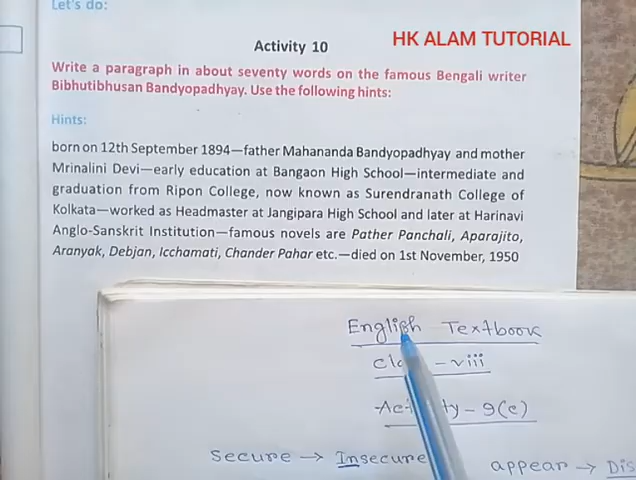 Let's do:
Activity 10
HK ALAM TUTORIAL
Write a paragraph in about seventy words on the famous Bengali writer
Bibhutibhusan Bandyopadhyay. Use the following hints:
Hints:
born on 12th September 1894—father Mahananda Bandyopadhyay and mother
Mrinalini Devi—early education at Bangaon High School—intermediate and
graduation from Ripon College, now known as Surendranath College of
Kolkata—worked as Headmaster at Jangipara High School and later at Harinavi
Anglo-Sanskrit Institution—famous novels are Pather Panchali, Aparajito,
Aranyak, Debjan, Icchamati, Chander Pahar etc.—died on 1st November, 1950
English Textbook
- viii
- 9(e)
Secure → Insecure
appear → Dis